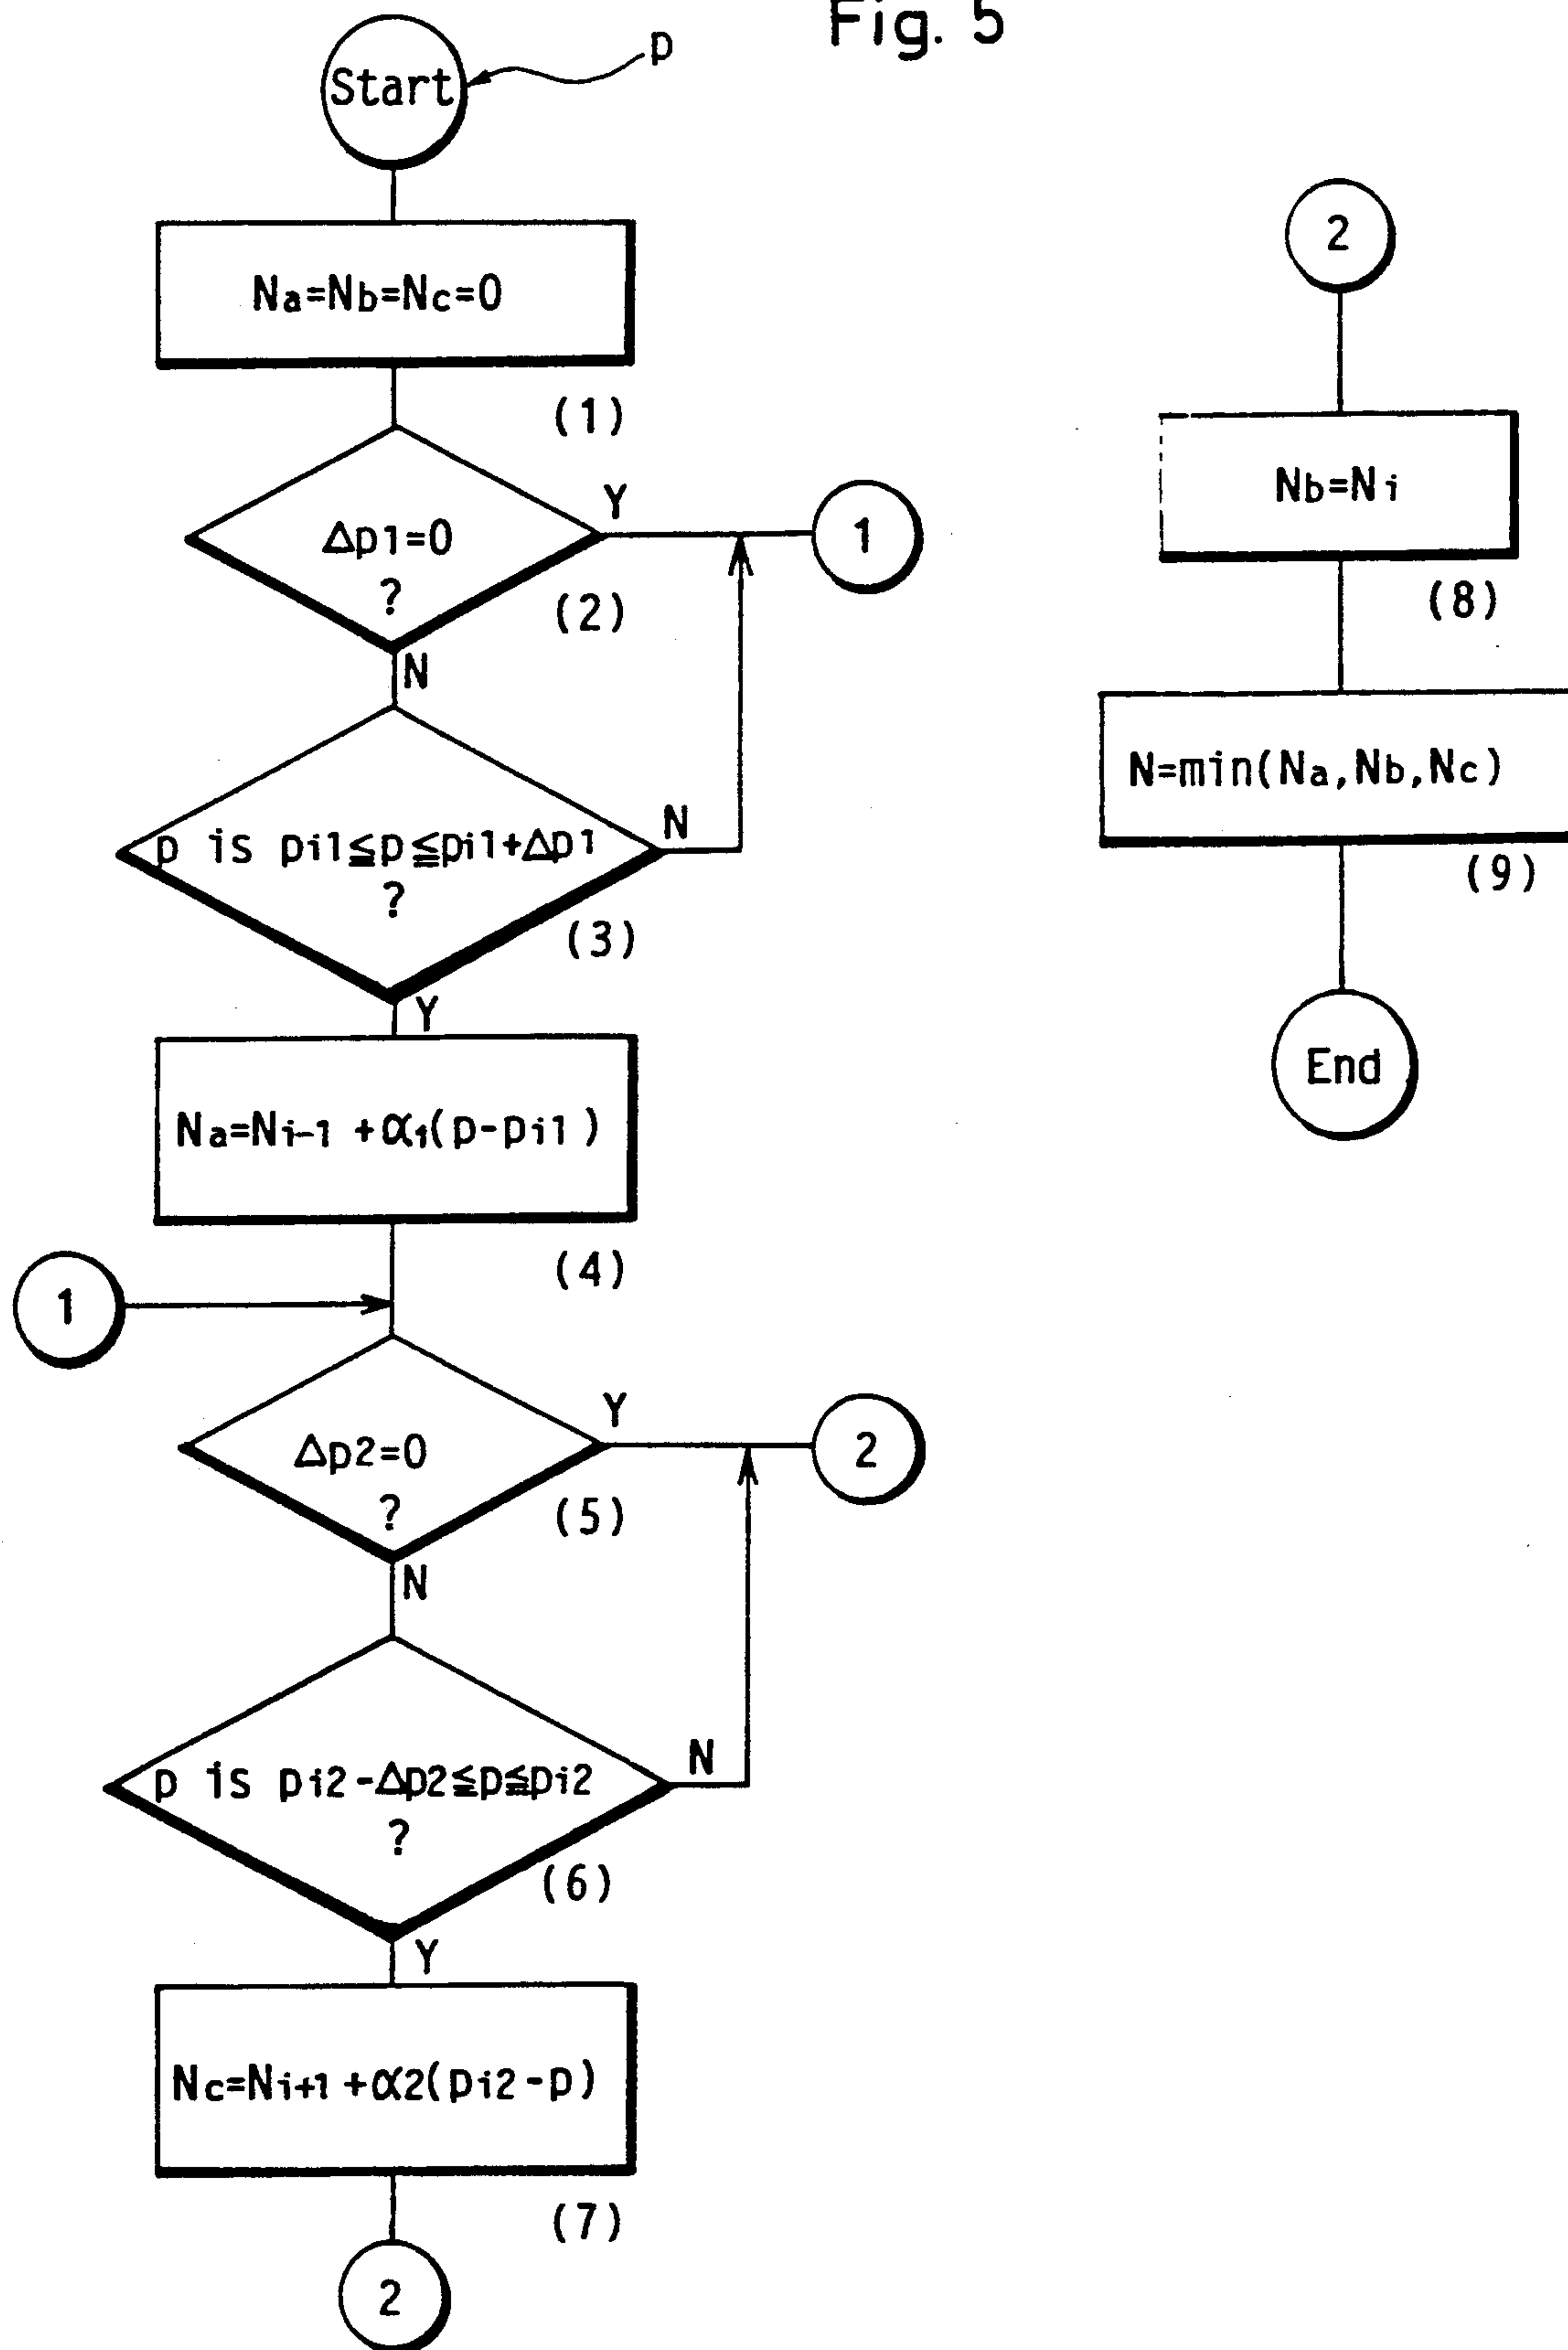 Fig. 5
p
Start
Na=Nb=Nc=0
(1)
Δp1=0
?
Y
1
(2)
N
p is pi1≦p≦pi1+Δp1
?
N
(3)
Y
Na=Ni-1 +α1(p-pi1)
(4)
1
Δp2=0
?
Y
2
(5)
N
p is pi2-Δp2≦p≦pi2
?
N
(6)
Y
Nc=Ni+1 +α2(pi2-p)
(7)
2
2
Nb=Ni
(8)
N=min(Na,Nb,Nc)
(9)
End